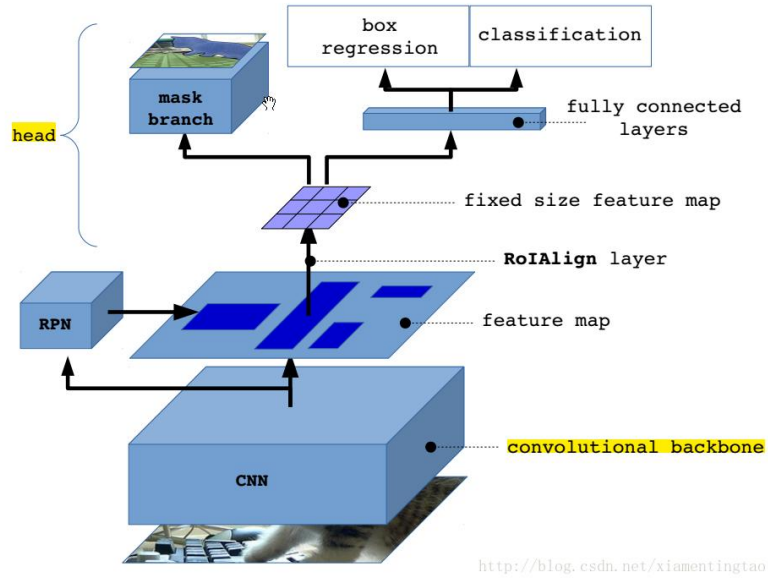 box
regression
classification
mask
branch
fully connected
layers
head
fixed size feature map
RoIAlign layer
RPN
feature map
convolutional backbone
CNN
http://blog.csdn.net/xiamentingtao